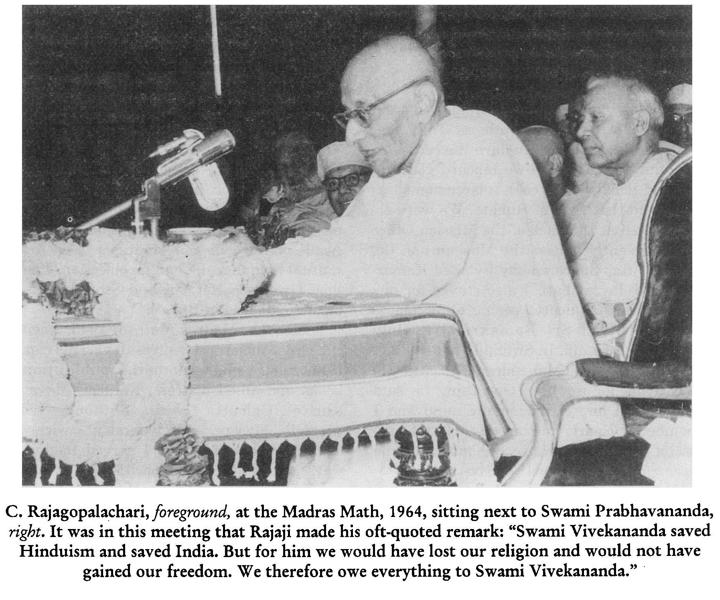 C. Rajagopalachari, foreground, at the Madras Math, 1964, sitting next to Swami Prabhavananda,
right. It was in this meeting that Rajaji made his oft-quoted remark: “Swami Vivekananda saved
Hinduism and saved India. But for him we would have lost our religion and would not have
gained our freedom. We therefore owe everything to Swami Vivekananda.”